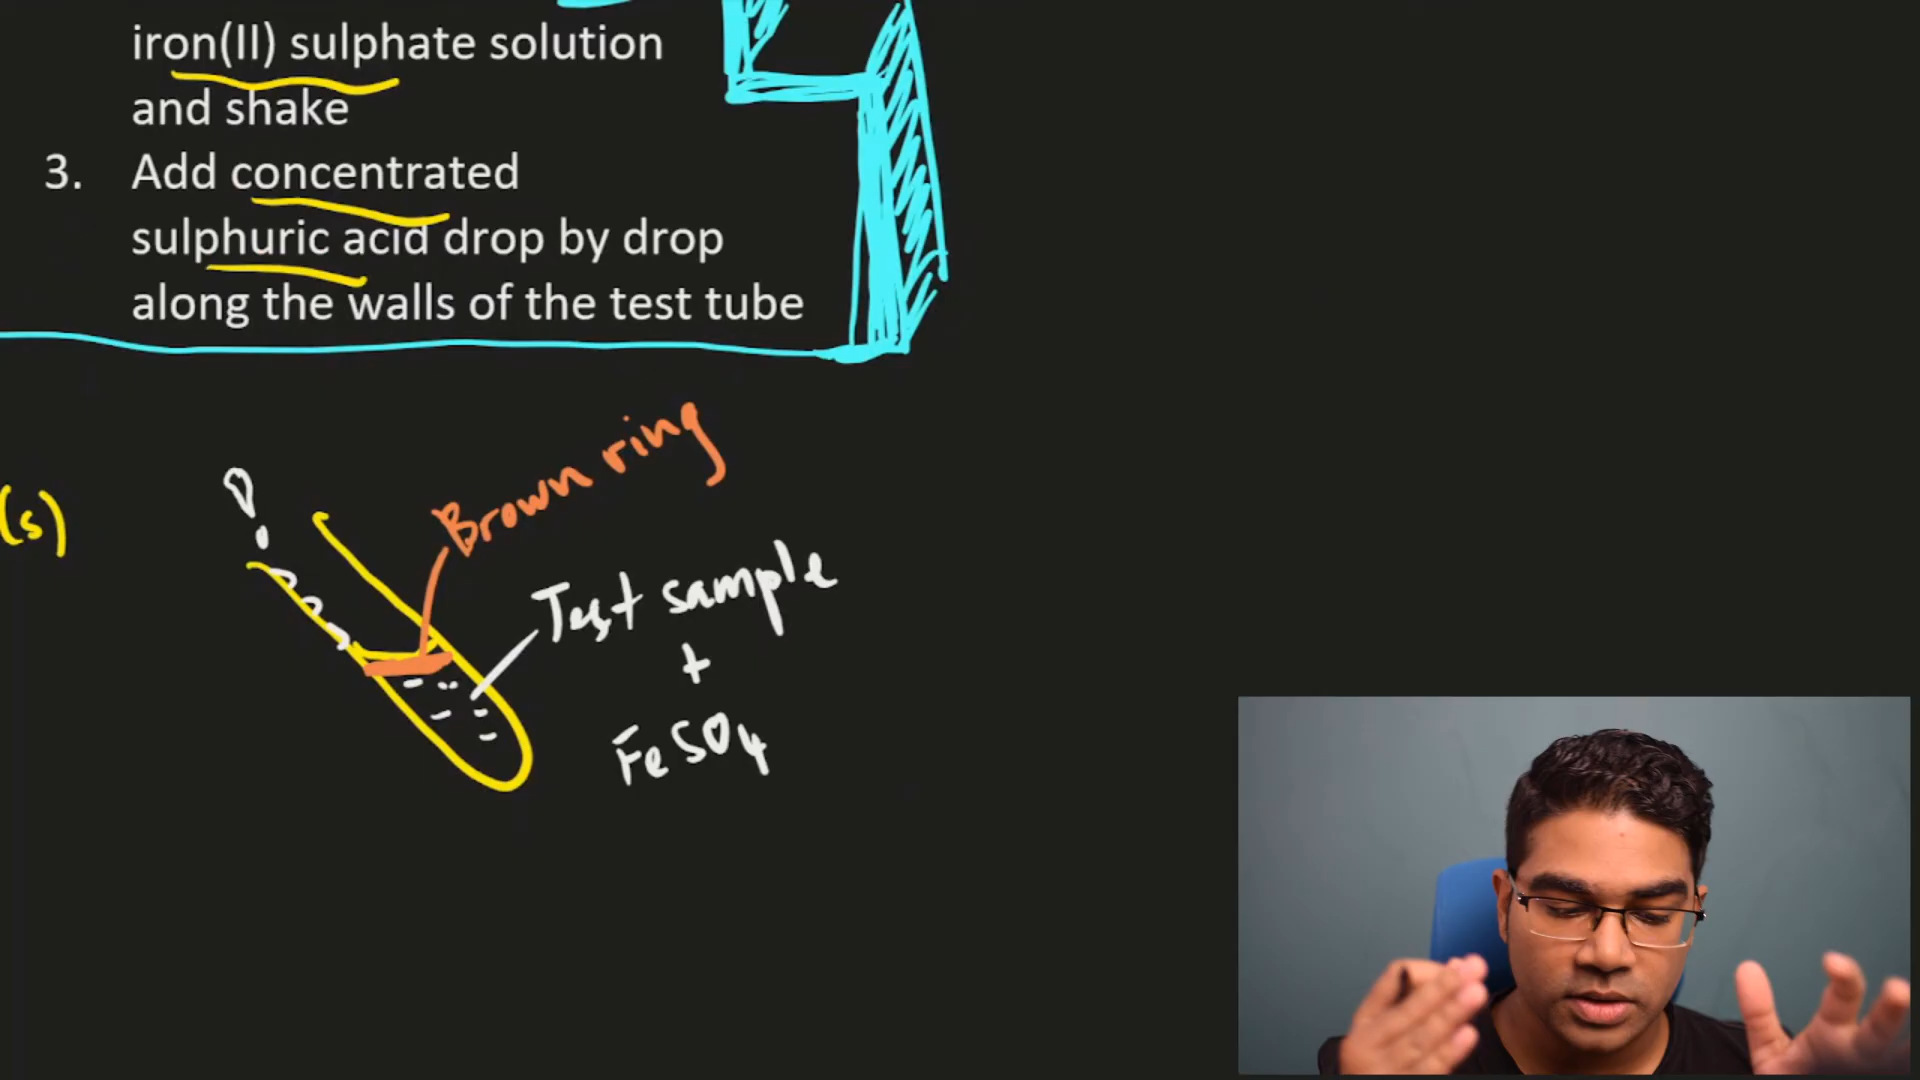 iron(II) sulphate solution
and shake
3. Add concentrated
sulphuric acid drop by drop
along the walls of the test tube
Brown ring
(s)
Test sample
+
FeSO4